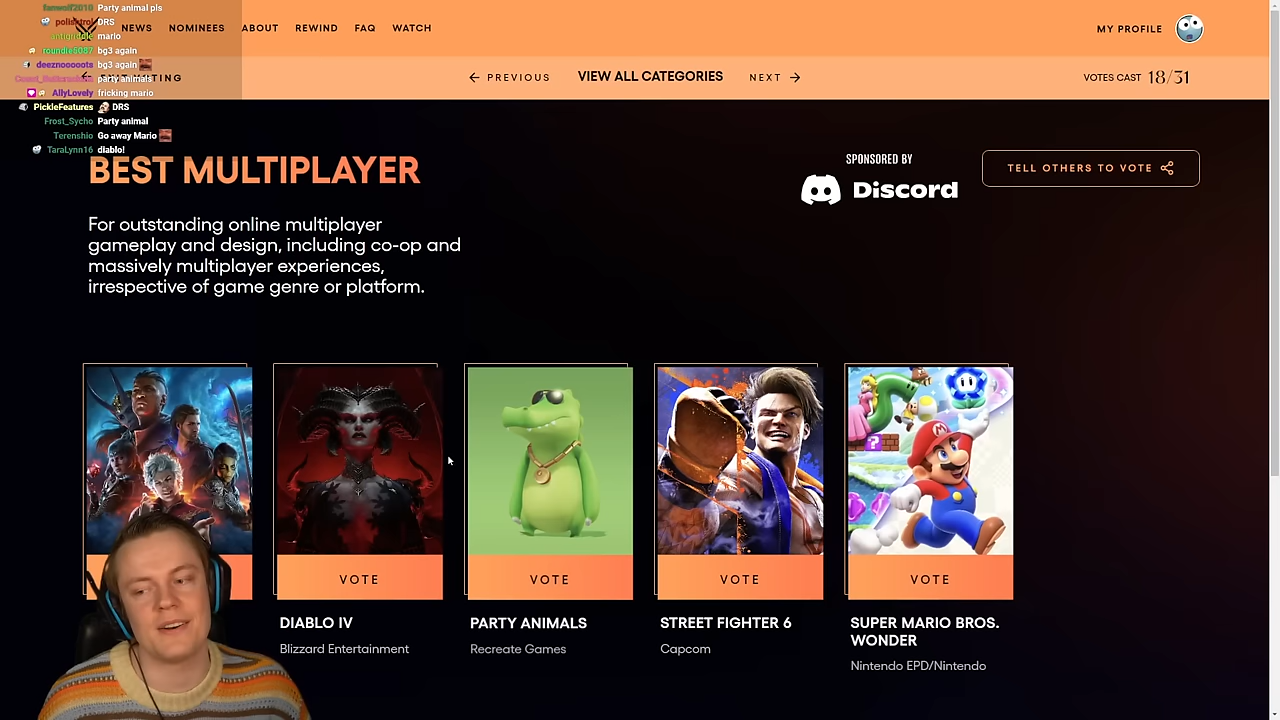 Party animal pls
DRS
mario
roundie6087 bg3 again
deeznooooots bg3 again
party animals
AllyLovely fricking mario
PickleFeatures DRS
Frost_Sycho Party animal
Terenshio Go away Mario
TaraLynn16 diablo!
NEWS NOMINEES ABOUT REWIND FAQ WATCH
MY PROFILE
PREVIOUS VIEW ALL CATEGORIES NEXT
VOTES CAST 18/31
BEST MULTIPLAYER
SPONSORED BY
Discord
TELL OTHERS TO VOTE
For outstanding online multiplayer
gameplay and design, including co-op and
massively multiplayer experiences,
irrespective of game genre or platform.
VOTE VOTE VOTE VOTE
DIABLO IV
Blizzard Entertainment
PARTY ANIMALS
Recreate Games
STREET FIGHTER 6
Capcom
SUPER MARIO BROS.
WONDER
Nintendo EPD/Nintendo